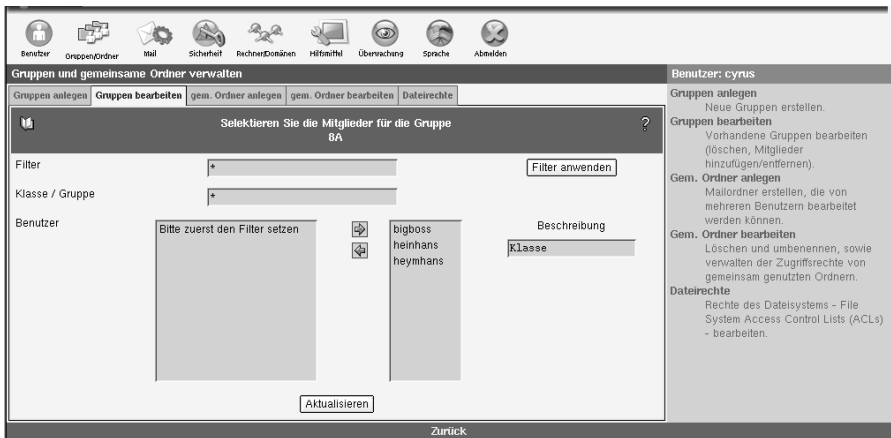 Benutzer Gruppen/Ordner Mail Sicherheit Rechner/Domänen Hilfsmittel Überwachung Sprache Abmelden
Gruppen und gemeinsame Ordner verwalten
Gruppen anlegen Gruppen bearbeiten gem. Ordner anlegen gem. Ordner bearbeiten Dateirechte
Selektieren Sie die Mitglieder für die Gruppe
8A
?
Filter * Filter anwenden
Klasse / Gruppe *
Benutzer
Bitte zuerst den Filter setzen
bigboss
heinhans
heymhans
Beschreibung
Klasse
Aktualisieren
Zurück
Benutzer: cyrus
Gruppen anlegen
Neue Gruppen erstellen.
Gruppen bearbeiten
Vorhandene Gruppen bearbeiten
(löschen, Mitglieder
hinzufügen/entfernen).
Gem. Ordner anlegen
Mailordner erstellen, die von
mehreren Benutzern bearbeitet
werden können.
Gem. Ordner bearbeiten
Löschen und umbenennen, sowie
verwalten der Zugriffsrechte von
gemeinsam genutzten Ordnern.
Dateirechte
Rechte des Dateisystems - File
System Access Control Lists (ACLs)
- bearbeiten.